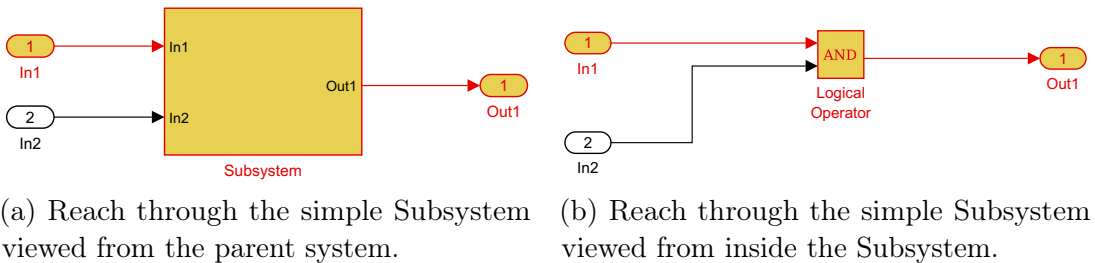 1
In1
2
In2
In1
In2
Out1
Subsystem
1
Out1
1
In1
2
In2
AND
Logical
Operator
1
Out1
(a) Reach through the simple Subsystem
viewed from the parent system.
(b) Reach through the simple Subsystem
viewed from inside the Subsystem.